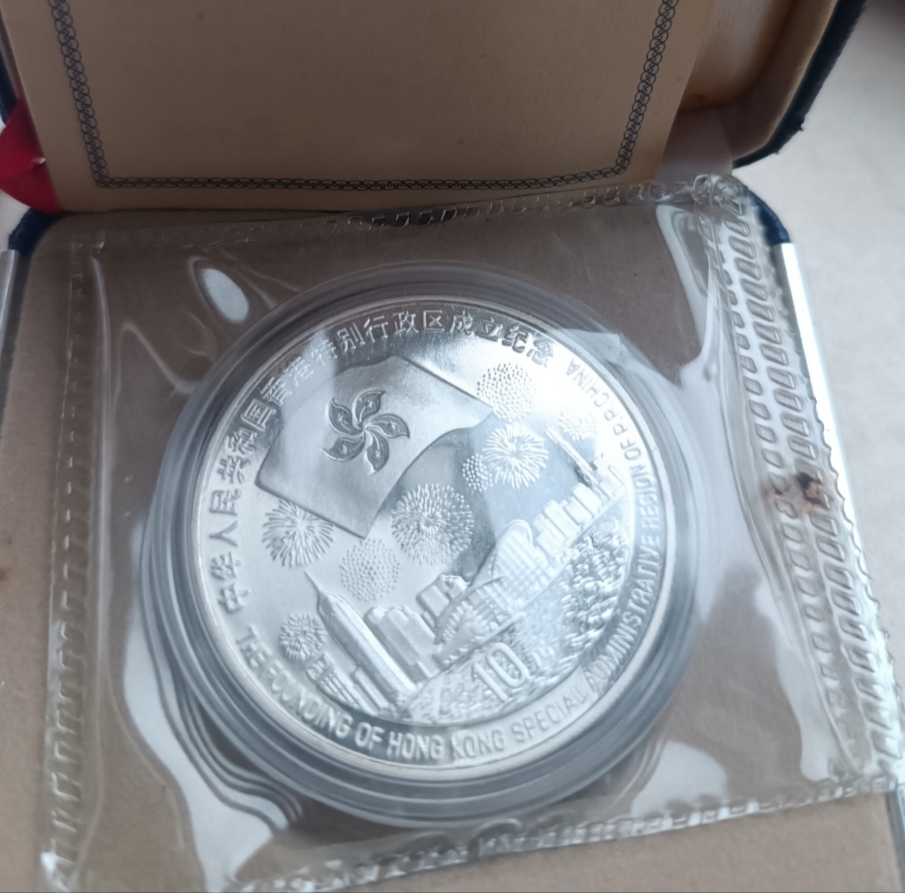 中华人民共和国香港特别行政区成立纪念
THE FOUNDING OF HONG KONG SPECIAL ADMINISTRATIVE REGION OF P.R.CHINA
10